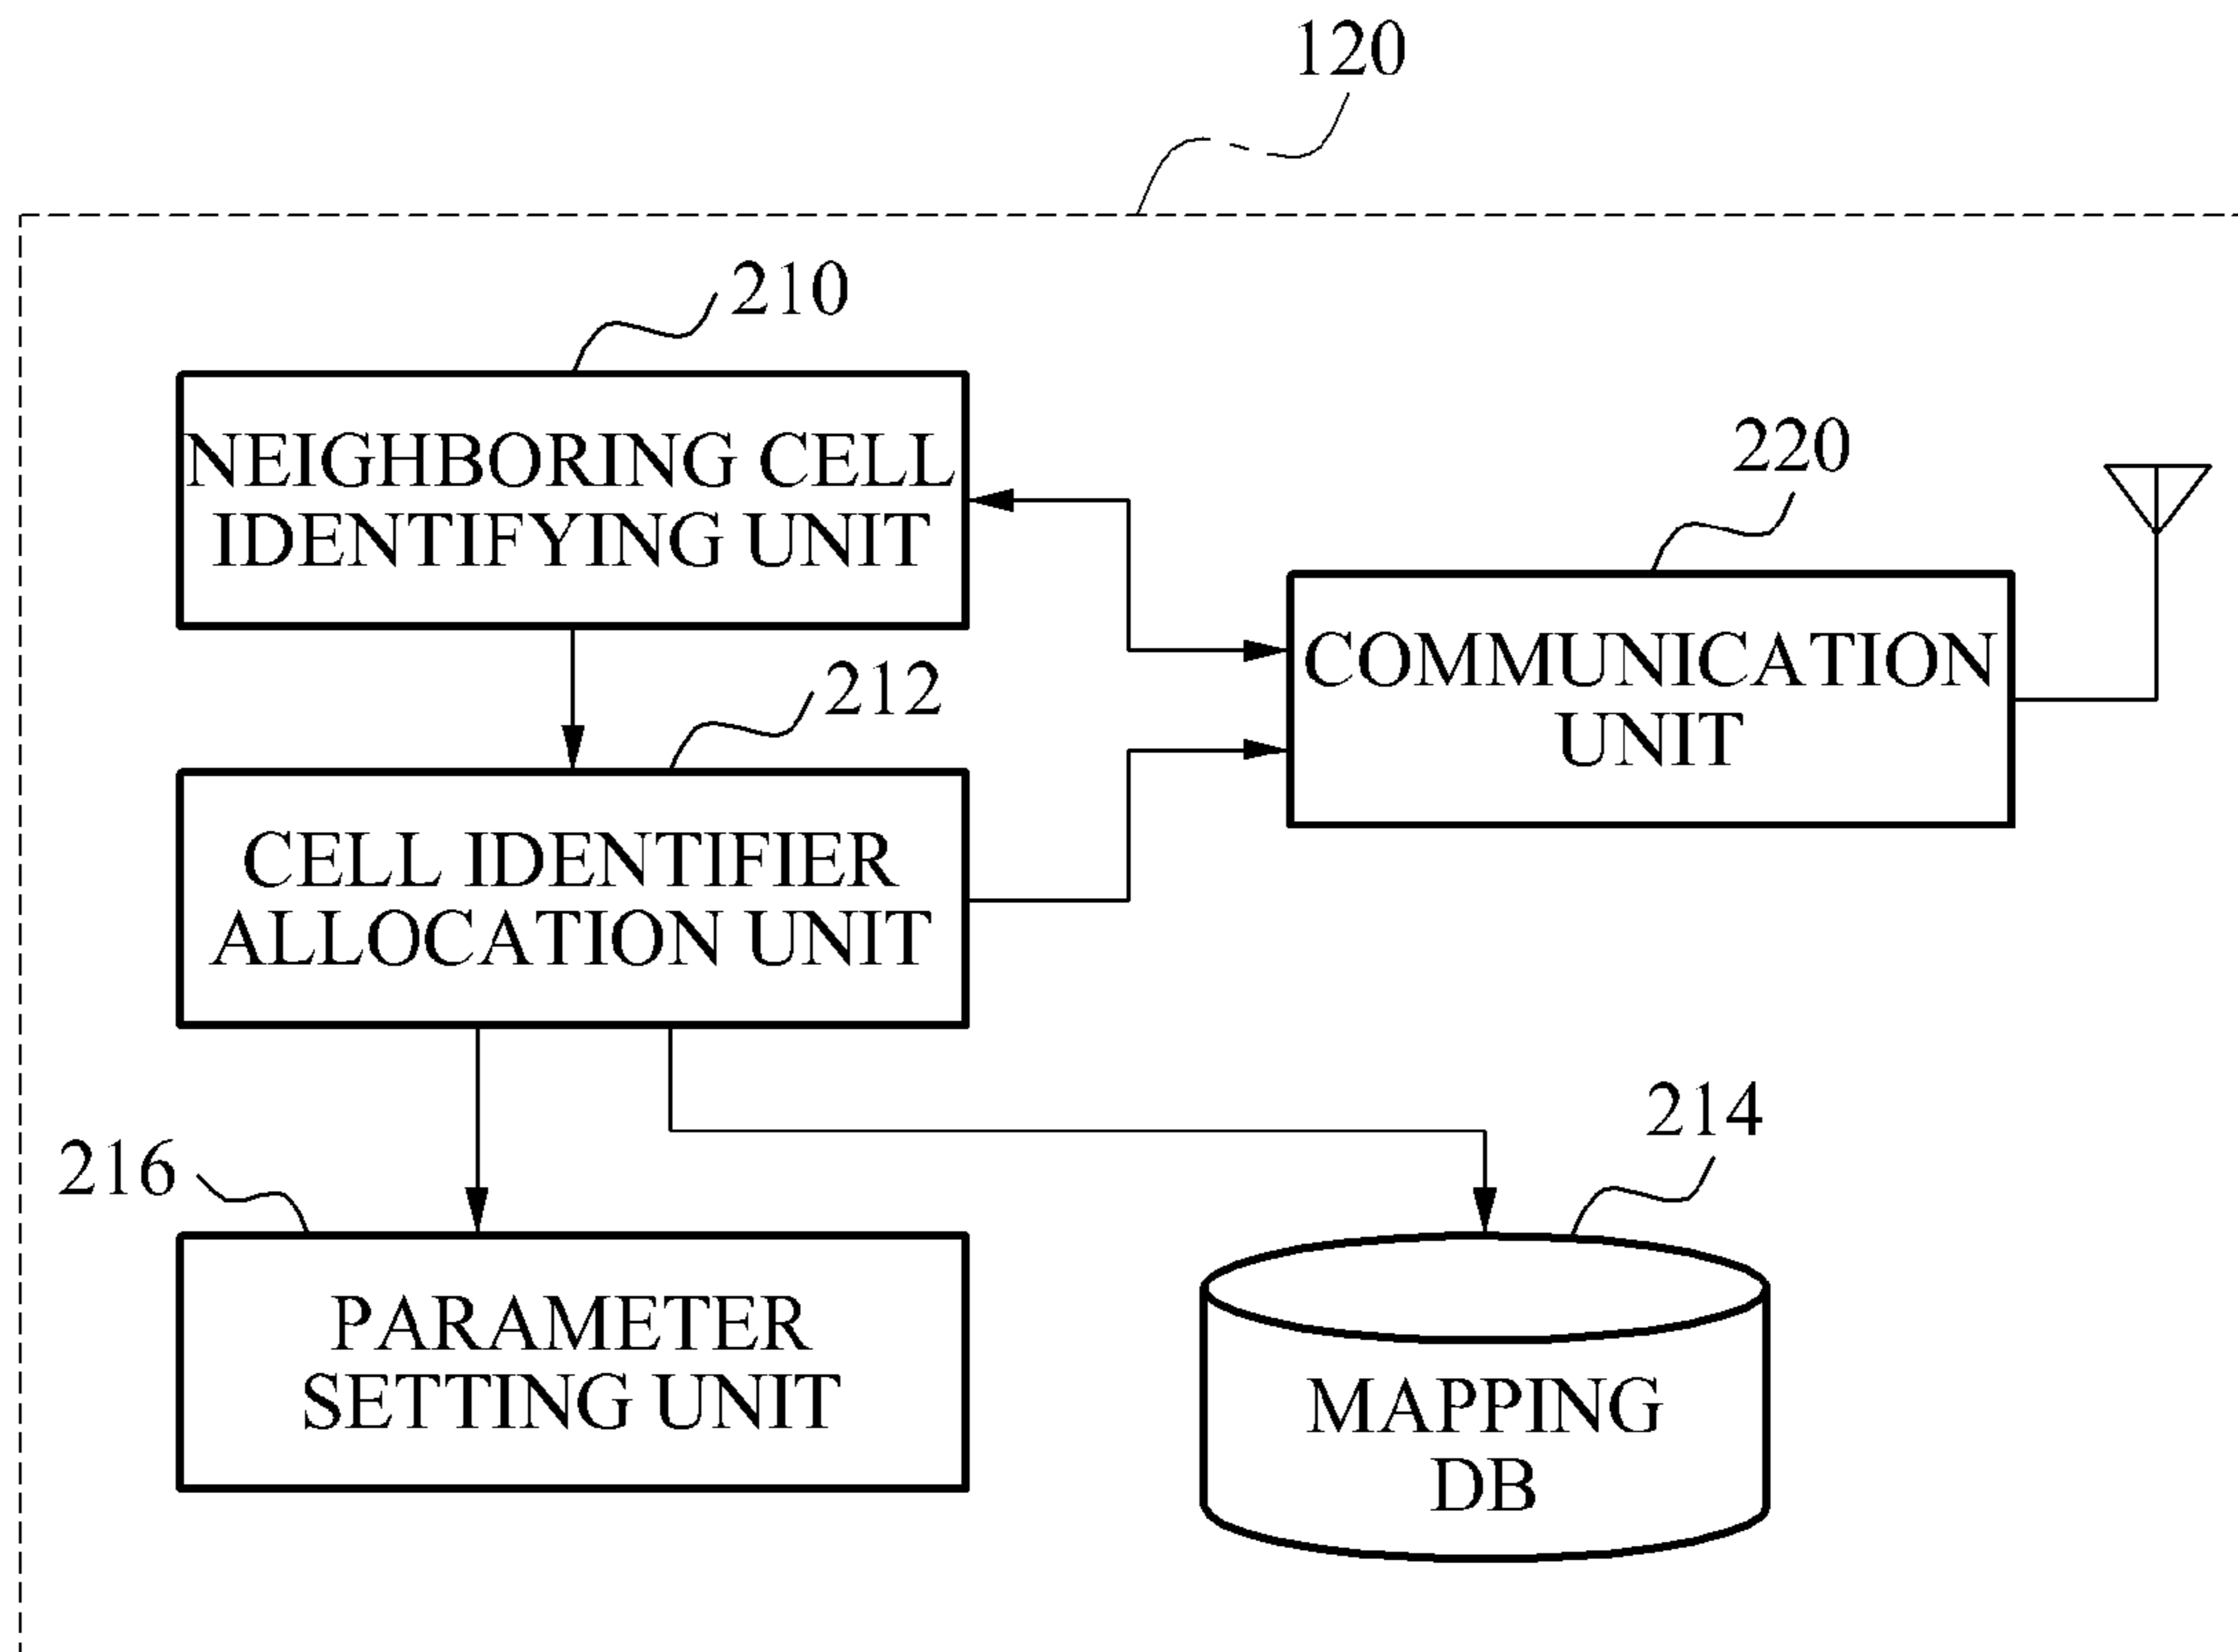 120
210
NEIGHBORING CELL
IDENTIFYING UNIT
220
COMMUNICATION
UNIT
212
CELL IDENTIFIER
ALLOCATION UNIT
216
PARAMETER
SETTING UNIT
214
MAPPING
DB